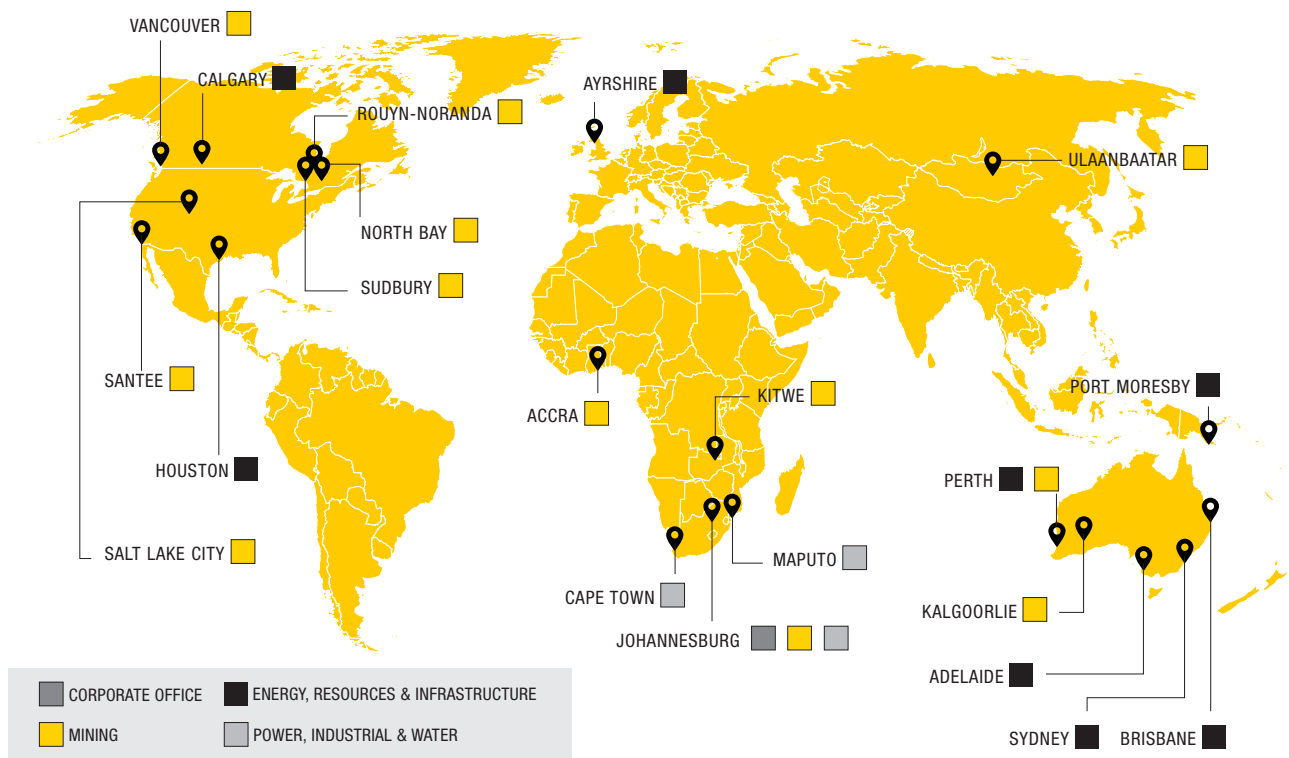 VANCOUVER
CALGARY
AYRSHIRE
ROUYN-NORANDA
ULAANBAATAR
NORTH BAY
SUDBURY
SANTEE
PORT MORESBY
KITWE
ACCRA
HOUSTON
PERTH
SALT LAKE CITY
MAPUTO
CAPE TOWN
KALGOORLIE
JOHANNESBURG
ADELAIDE
CORPORATE OFFICE
ENERGY, RESOURCES & INFRASTRUCTURE
MINING
POWER, INDUSTRIAL & WATER
SYDNEY
BRISBANE